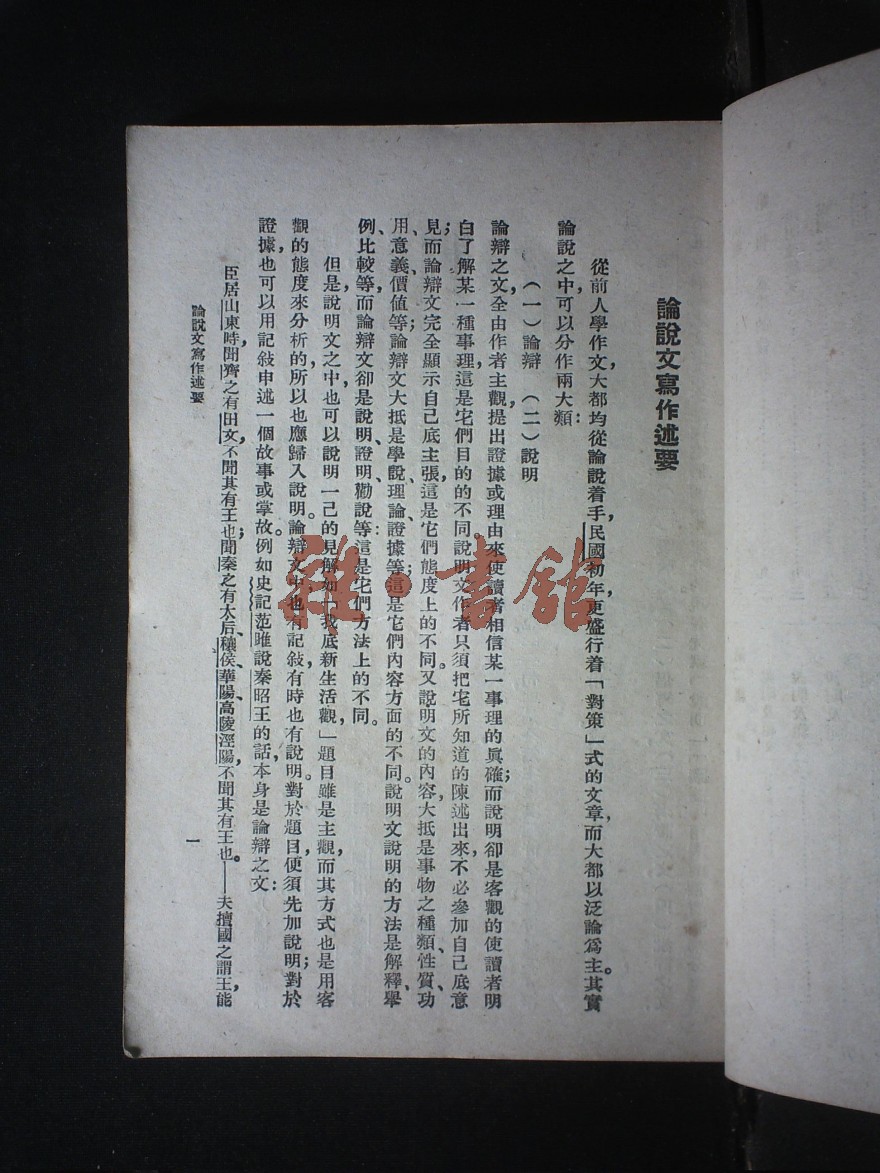 論說文寫作述要
從前人學作文，大都均從論說着手，民國初年，更盛行着「對策」式的文章，而大都以泛論爲主。其實
論說之中，可以分作兩大類：
（一）論辯　（二）說明
論辯之文，全由作者主觀，提出證據或理由來使讀者相信某一事理的眞確；而說明卻是客觀的使讀者明
白了解某一種事理，這是它們目的的不同。說明文作者只須把它所知道的陳述出來，不必參加自己底意
見；而論辯文完全顯示自己底主張，這是它們態度上的不同。又說明文的內容，大抵是事物之種類、性質、功
用、意義、價值等；論辯文大抵是學說、理論、證據等；這是它們內容方面的不同。說明文說明的方法是解釋、舉
例、比較等，而論辯文卻是說明、證明、勸說等：這是它們方法上的不同。
但是，說明文之中，也可以說明一己的見解，如「我底新生活觀」題目雖是主觀，而其方式也是用客
觀的態度來分析的，所以也應歸入說明。論辯文中也有記敍，有時也有說明。對於題目，便須先加說明；對於
證據，也可以用記敍申述一個故事或掌故。例如史記范雎說秦昭王的話，本身是論辯之文：
臣居山東時，聞齊之有田文，不聞其有王也；聞秦之有太后、穰侯、華陽、高陵、涇陽，不聞其有王也。——夫擅國之謂王，能
論說文寫作述要
一
雜·書館